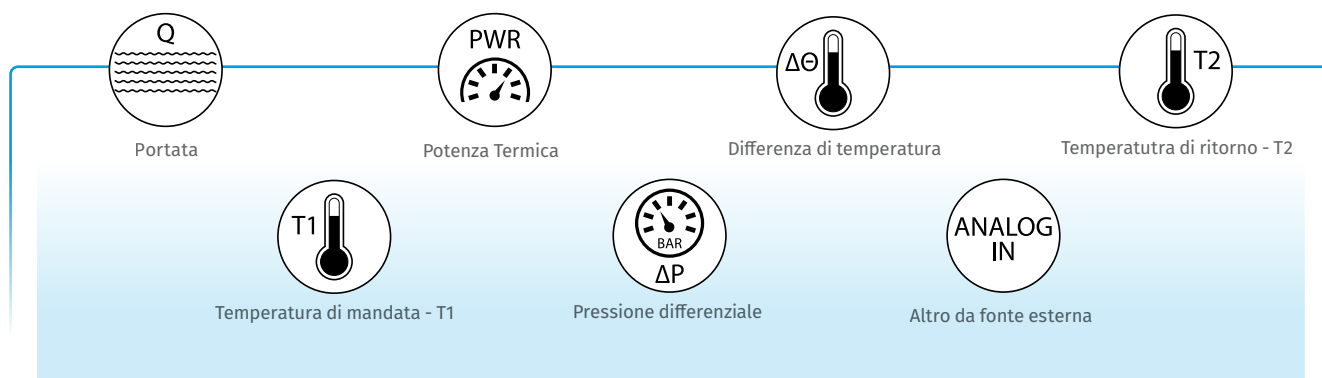 Q
PWR
ΔΘ
T2
Portata
Potenza Termica
Differenza di temperatura
Temperatutra di ritorno - T2
T1
BAR
ΔP
ANALOG
IN
Temperatura di mandata - T1
Pressione differenziale
Altro da fonte esterna